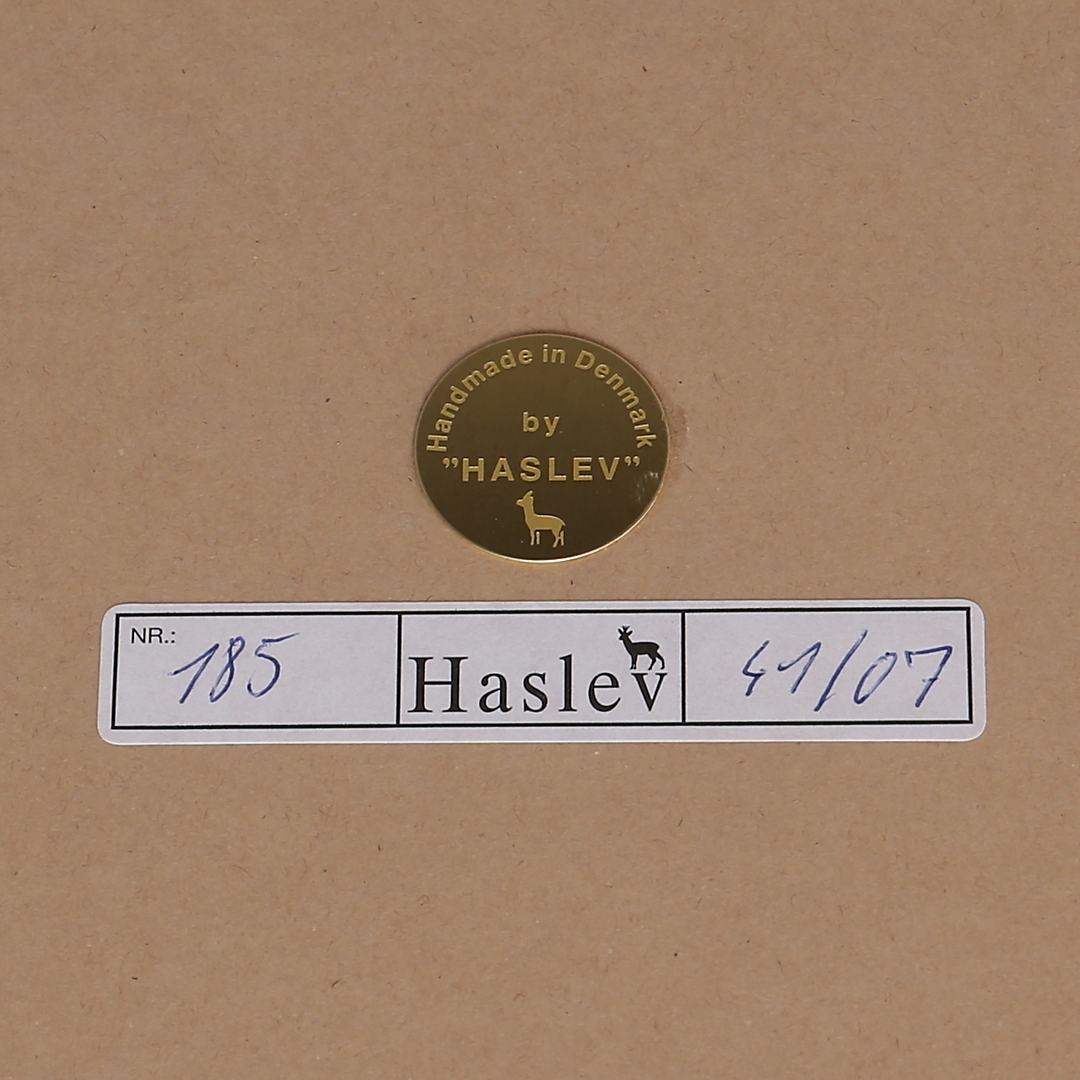 Handmade in Denmark
by
”HASLEV”
NR.: 185
Haslev
41/07